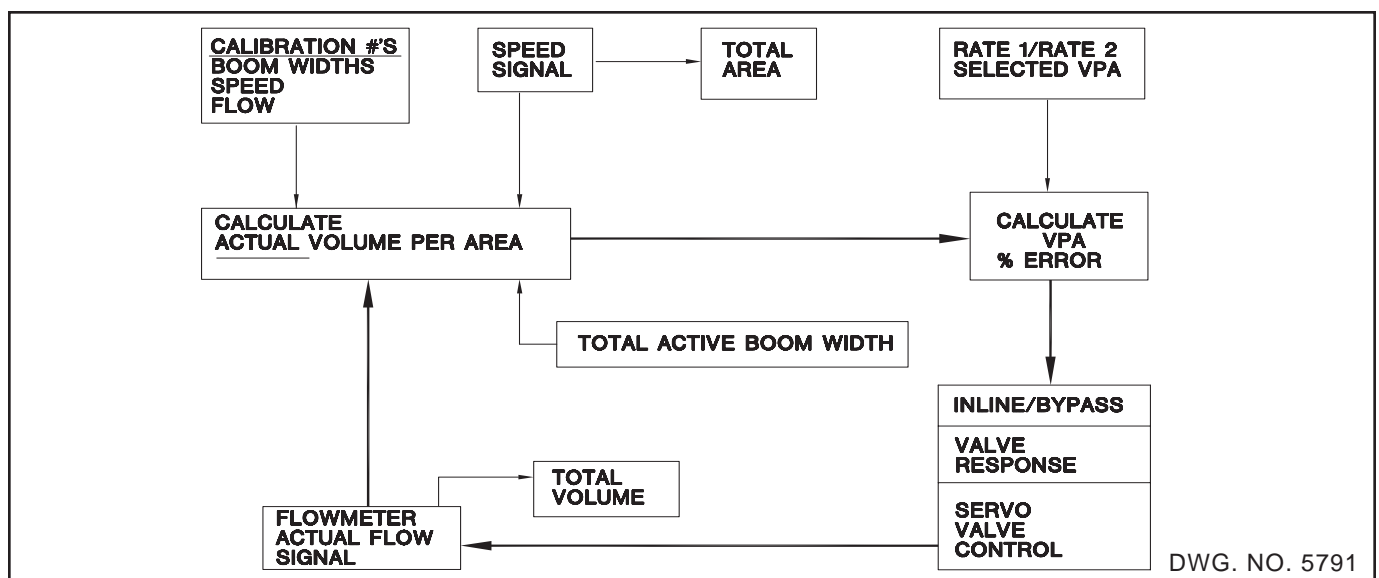 CALIBRATION #'S
BOOM WIDTHS
SPEED
FLOW
SPEED
SIGNAL
TOTAL
AREA
RATE 1/RATE 2
SELECTED VPA
CALCULATE
ACTUAL VOLUME PER AREA
CALCULATE
VPA
% ERROR
TOTAL ACTIVE BOOM WIDTH
INLINE/BYPASS
VALVE
RESPONSE
SERVO
VALVE
CONTROL
TOTAL
VOLUME
FLOWMETER
ACTUAL FLOW
SIGNAL
DWG. NO. 5791